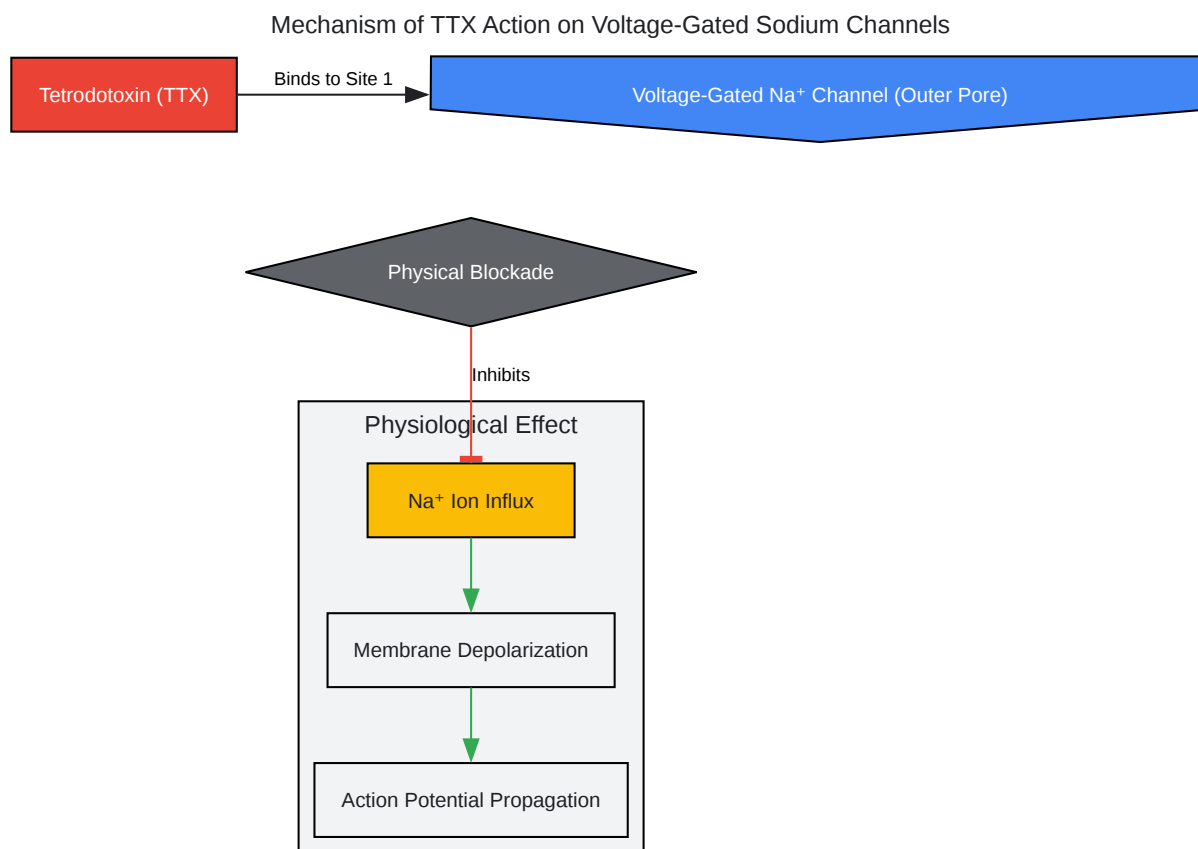 Mechanism of TTX Action on Voltage-Gated Sodium Channels
Tetrodotoxin (TTX)
Binds to Site 1
Voltage-Gated Na⁺ Channel (Outer Pore)
Physical Blockade
Inhibits
Physiological Effect
Na⁺ Ion Influx
Membrane Depolarization
Action Potential Propagation